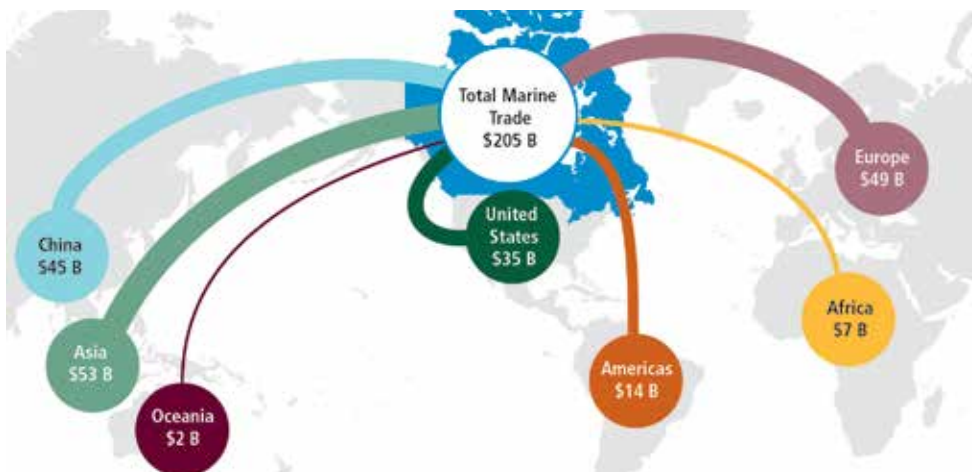 Total Marine
Trade
$205 B
Europe
$49 B
China
$45 B
United
States
$35 B
Africa
$7 B
Asia
$53 B
Americas
$14 B
Oceania
$2 B